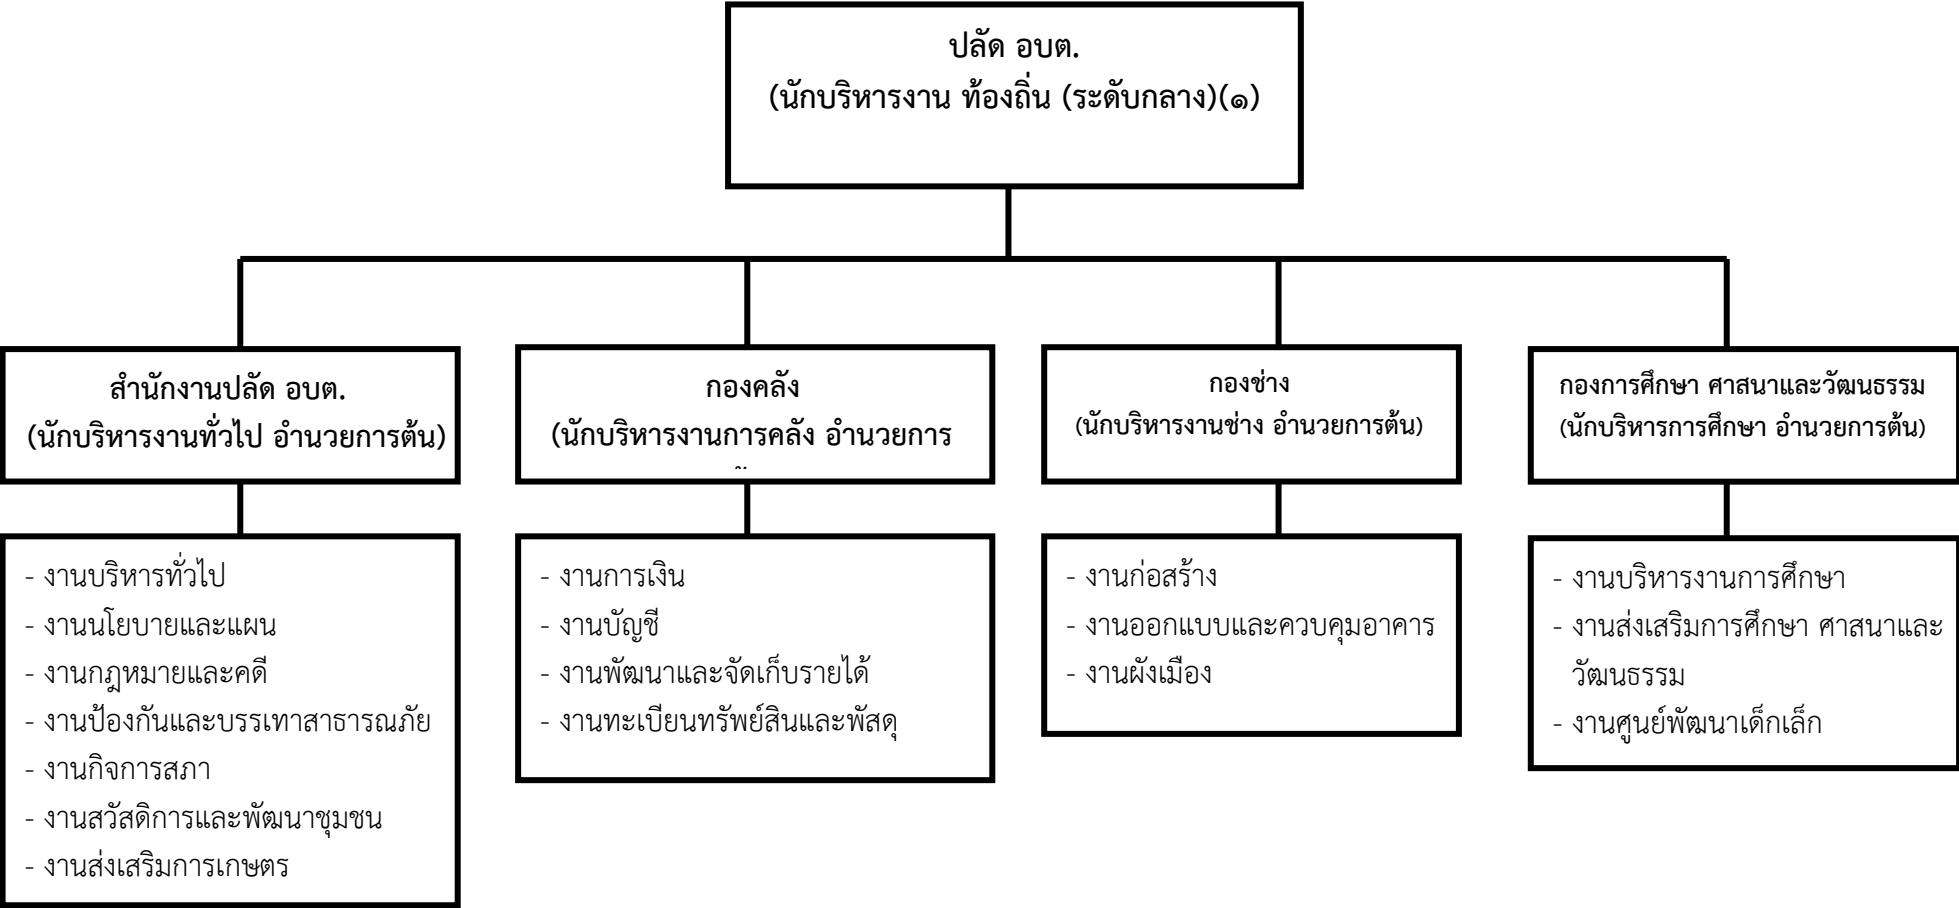 ปลัด อบต.
(นักบริหารงาน ท้องถิ่น (ระดับกลาง)(๑)
สำนักงานปลัด อบต.
(นักบริหารงานทั่วไป อำนวยการต้น)
กองคลัง
(นักบริหารงานการคลัง อำนวยการ
กองช่าง
(นักบริหารงานช่าง อำนวยการต้น)
กองการศึกษา ศาสนาและวัฒนธรรม
(นักบริหารการศึกษา อำนวยการต้น)
- งานบริหารทั่วไป
- งานนโยบายและแผน
- งานกฎหมายและคดี
- งานป้องกันและบรรเทาสาธารณภัย
- งานกิจการสภา
- งานสวัสดิการและพัฒนาชุมชน
- งานส่งเสริมการเกษตร
- งานการเงิน
- งานบัญชี
- งานพัฒนาและจัดเก็บรายได้
- งานทะเบียนทรัพย์สินและพัสดุ
- งานก่อสร้าง
- งานออกแบบและควบคุมอาคาร
- งานผังเมือง
- งานบริหารงานการศึกษา
- งานส่งเสริมการศึกษา ศาสนาและ
วัฒนธรรม
- งานศูนย์พัฒนาเด็กเล็ก